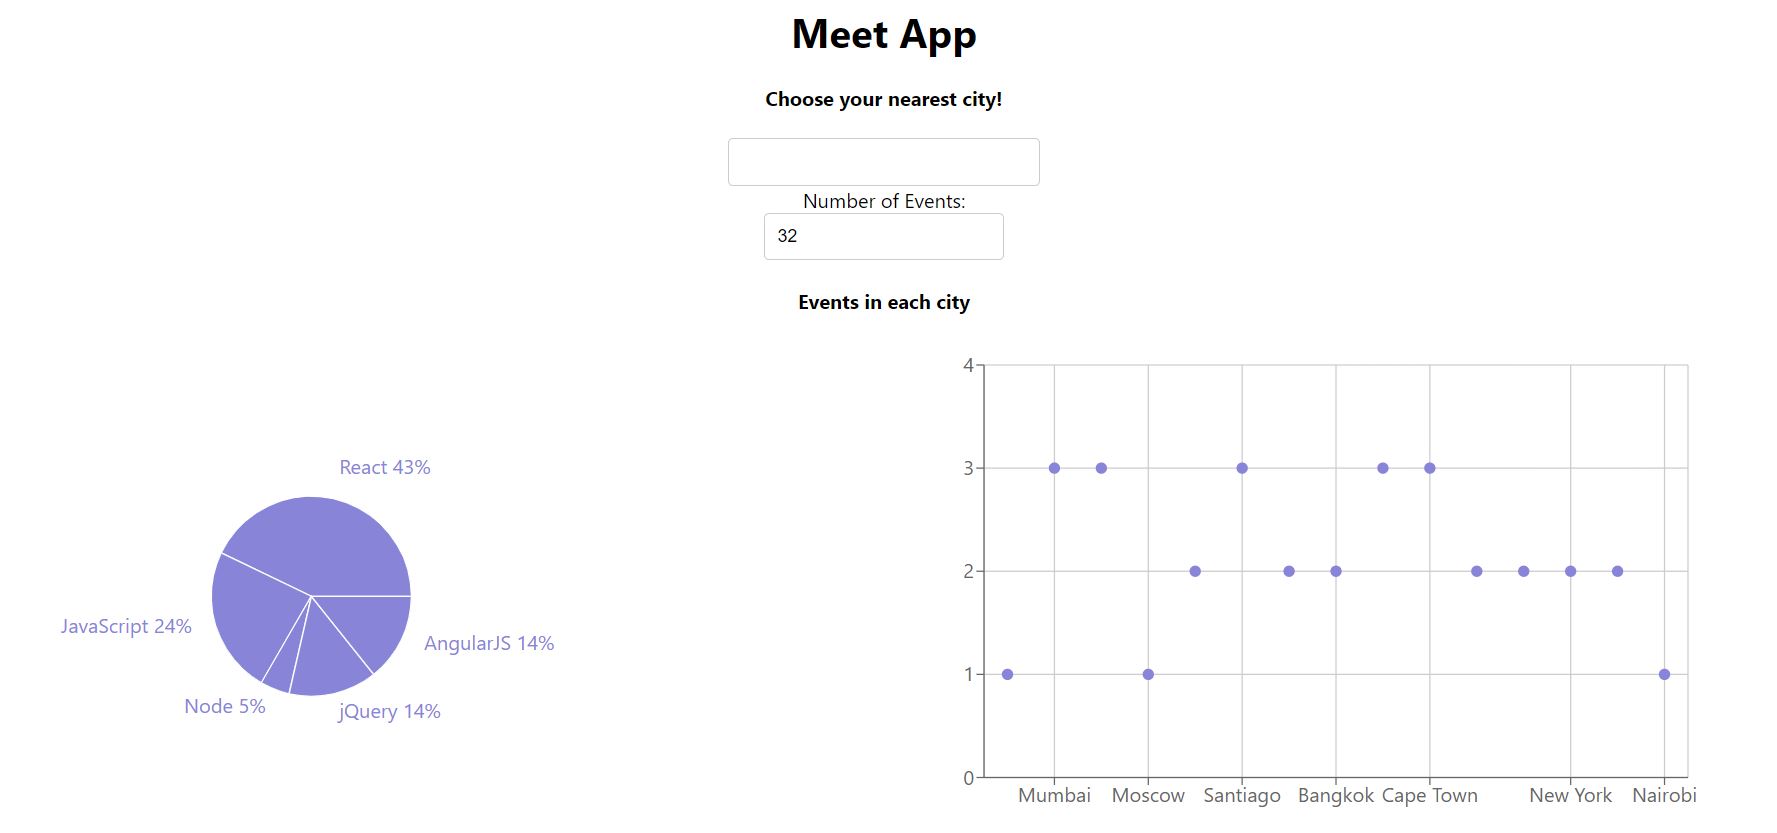 Meet App
Choose your nearest city!
Number of Events:
32
Events in each city
React 43%
JavaScript 24%
AngularJS 14%
Node 5%
jQuery 14%
4
3
2
1
0
Mumbai Moscow Santiago Bangkok Cape Town New York Nairobi